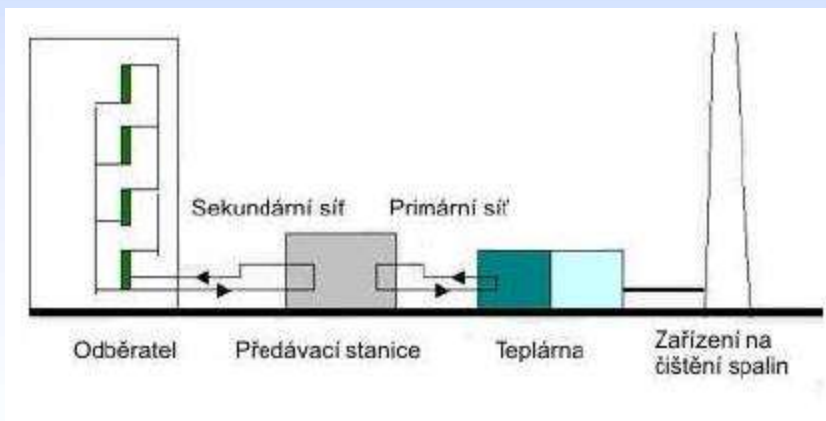 Sekundární síť Primární síť
Odběratel Předávací stanice Teplárna Zařízení na
čištění spalin